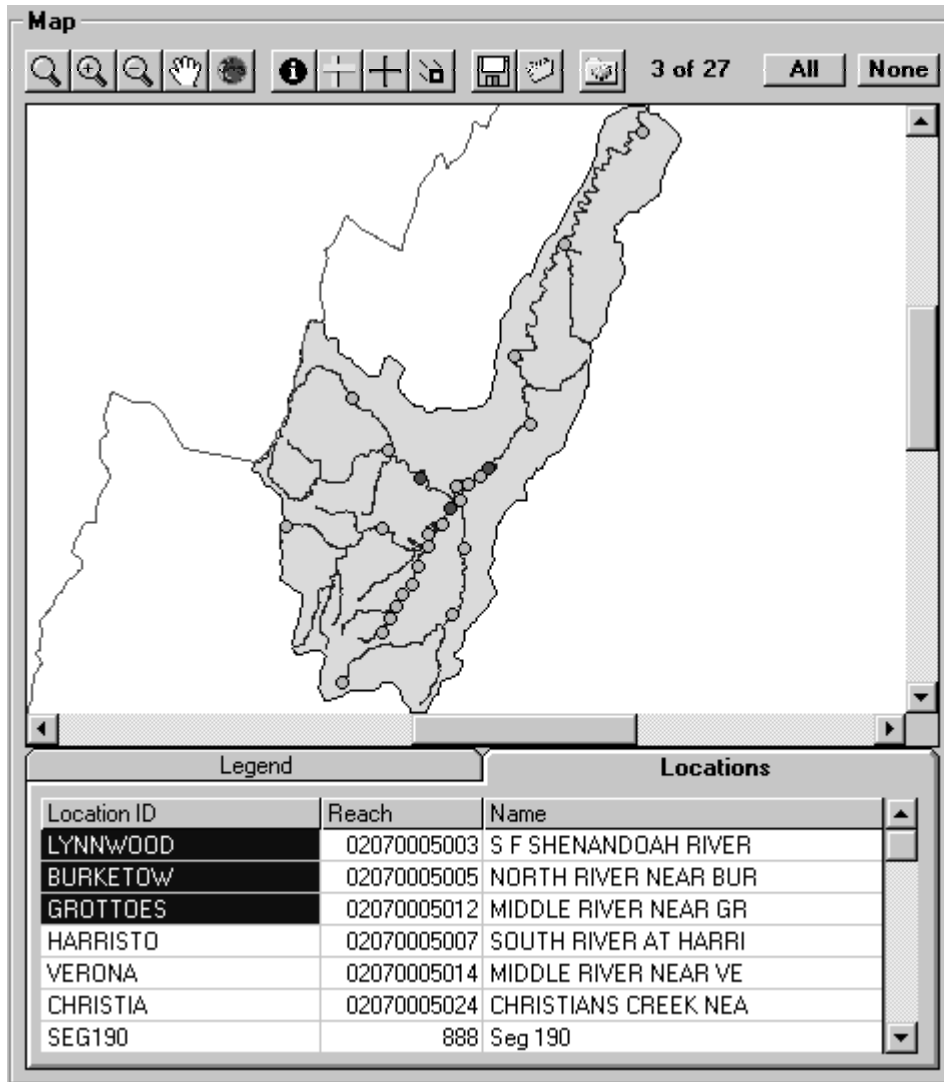 Map
3 of 27 All None
Legend Locations
Location ID Reach Name
LYNNWOOD 02070005003 S F SHENANDOAH RIVER
BURKETOW 02070005005 NORTH RIVER NEAR BUR
GROTTOES 02070005012 MIDDLE RIVER NEAR GR
HARRISTO 02070005007 SOUTH RIVER AT HARRI
VERONA 02070005014 MIDDLE RIVER NEAR VE
CHRISTIA 02070005024 CHRISTIANS CREEK NEA
SEG190 888 Seg 190